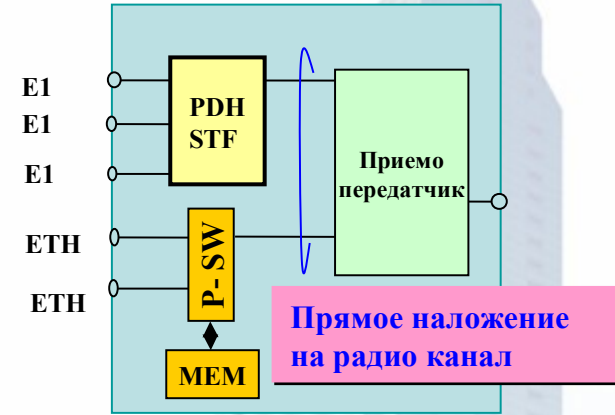 E1
E1
E1
ETH
ETH
PDH
STF
P- SW
MEM
Приемо
передатчик
Прямое наложение
на радио канал